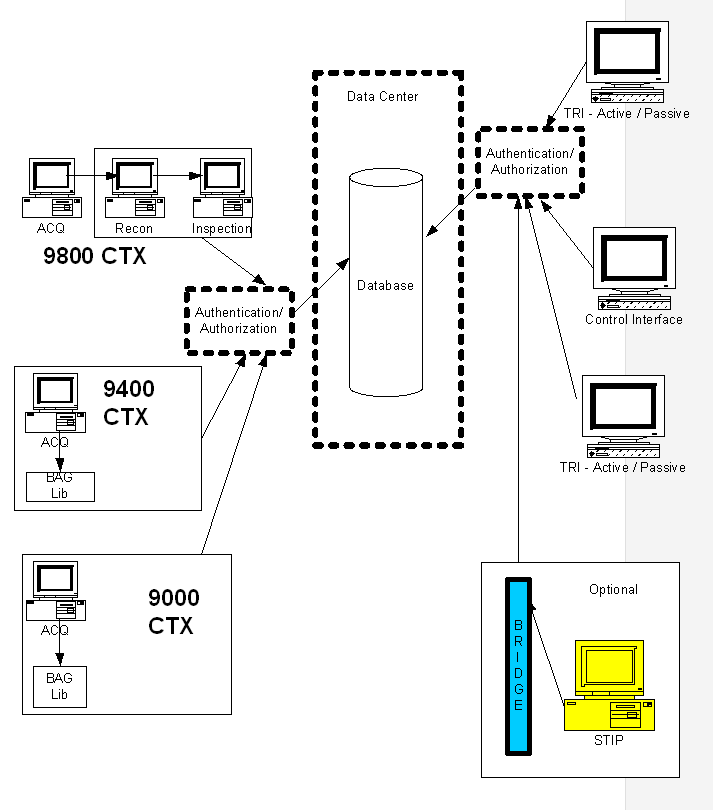 Data Center
TRI - Active / Passive
Authentication/
Authorization
ACQ
Recon
Inspection
9800 CTX
Database
Authentication/
Authorization
Control Interface
9400
CTX
ACQ
BAG
Lib
TRI - Active / Passive
9000
CTX
ACQ
BAG
Lib
Optional
BRIDGE
STIP